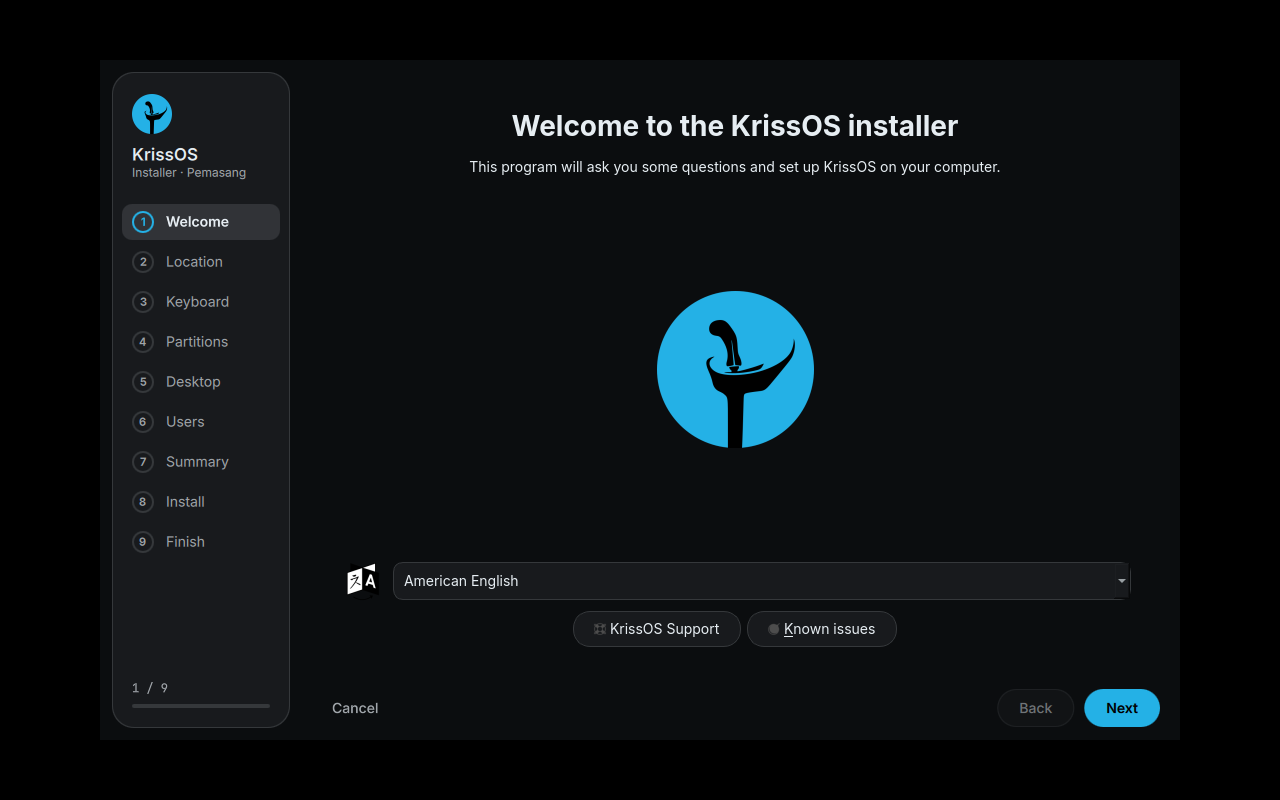 KrissOS
Installer · Pemasang
1 Welcome
2 Location
3 Keyboard
4 Partitions
5 Desktop
6 Users
7 Summary
8 Install
9 Finish
1 / 9
Welcome to the KrissOS installer
This program will ask you some questions and set up KrissOS on your computer.
American English
KrissOS Support
Known issues
Cancel
Back
Next